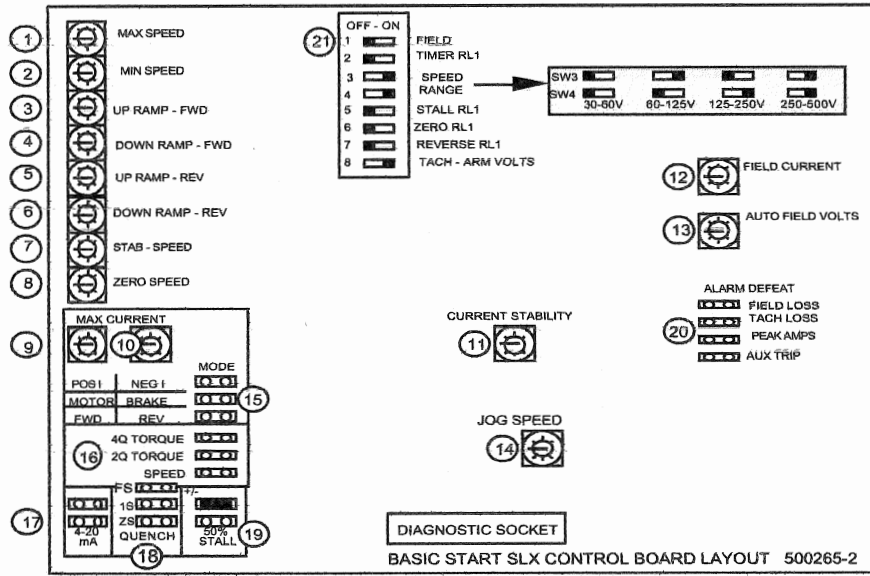 1 MAX SPEED
2 MIN SPEED
3 UP RAMP - FWD
4 DOWN RAMP - FWD
5 UP RAMP - REV
6 DOWN RAMP - REV
7 STAB - SPEED
8 ZERO SPEED
21
OFF - ON
1 FIELD
2 TIMER RL1
3 SPEED
4 RANGE
5 STALL RL1
6 ZERO RL1
7 REVERSE RL1
8 TACH - ARM VOLTS
SW3
SW4
30-60V 60-125V 125-250V 250-500V
12 FIELD CURRENT
13 AUTO FIELD VOLTS
MAX CURRENT
9 10
MODE
POS I NEG I
MOTOR BRAKE 15
FWD REV
16
4Q TORQUE
2Q TORQUE
SPEED
FS +/-
1S
17 ZS 19
4-20 mA
QUENCH
50% STALL
18
CURRENT STABILITY
11
JOG SPEED
14
ALARM DEFEAT
20
FIELD LOSS
TACH LOSS
PEAK AMPS
AUX TRIP
DIAGNOSTIC SOCKET
BASIC START SLX CONTROL BOARD LAYOUT 500265-2